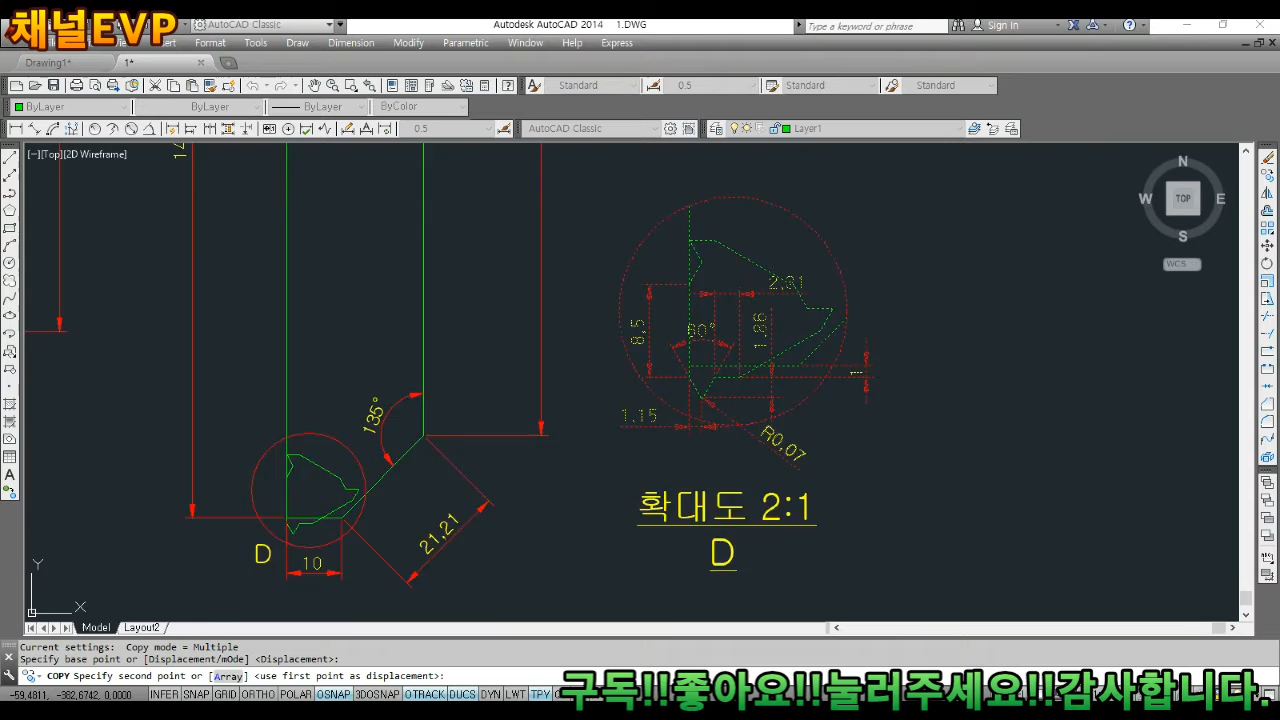 채널EVP
AutoCAD Classic
Autodesk AutoCAD 2014 1.DWG
Type a keyword or phrase
Sign In
Format Tools Draw Dimension Modify Parametric Window Help Express
Drawing1*
1*
Standard
0.5
Standard
Standard
ByLayer
ByLayer
ByLayer
ByColor
0.5
AutoCAD Classic
Layer1
[−][Top][2D Wireframe]
N
W
TOP
E
S
WCS
2,31
8,5
60°
1,86
1
1,15
R0,07
135°
21,21
확대도 2:1
D
D
10
Y
X
Model
Layout2
Current settings: Copy mode = Multiple
Specify base point or [Displacement/mOde] <Displacement>:
COPY Specify second point or [Array] <use first point as displacement>:
-59,4811, -382,6742, 0,0000
INFER SNAP GRID ORTHO POLAR OSNAP 3DOSNAP OTRACK DUCS DYN LWT TPY
구독!!좋아요!!눌러주세요!!감사합니다.